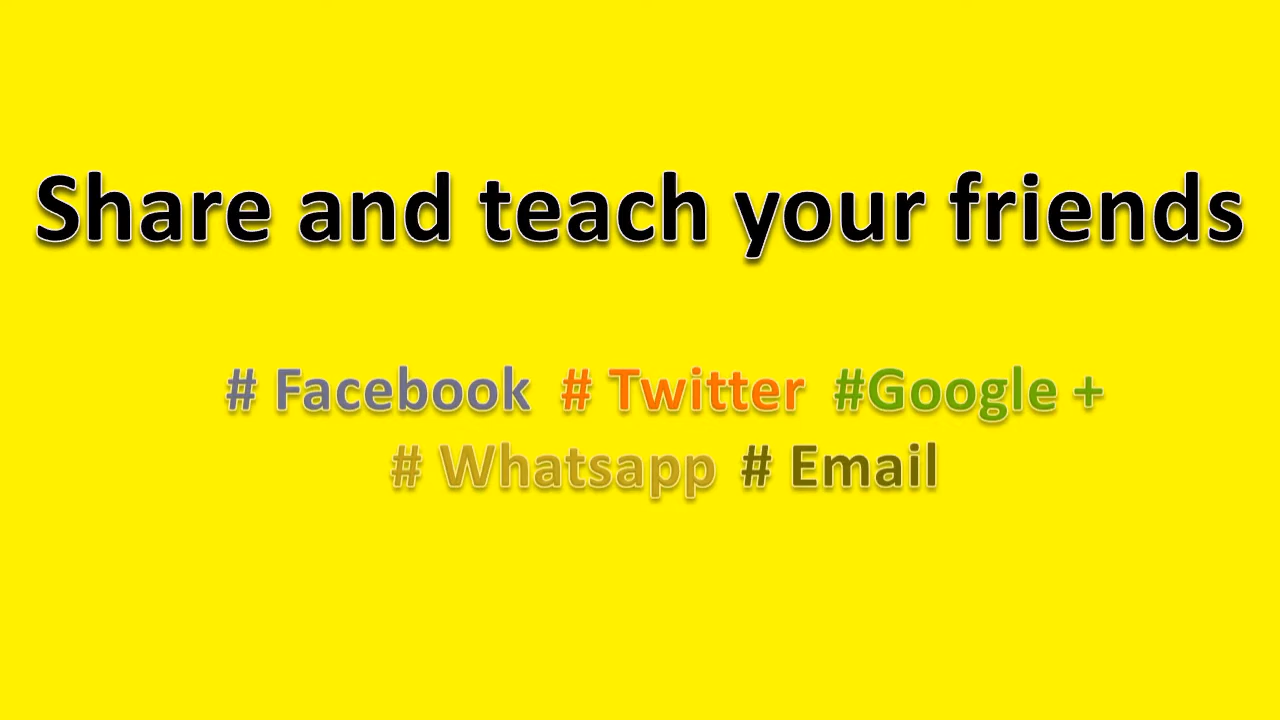 Share and teach your friends
# Facebook # Twitter #Google +
# Whatsapp # Email